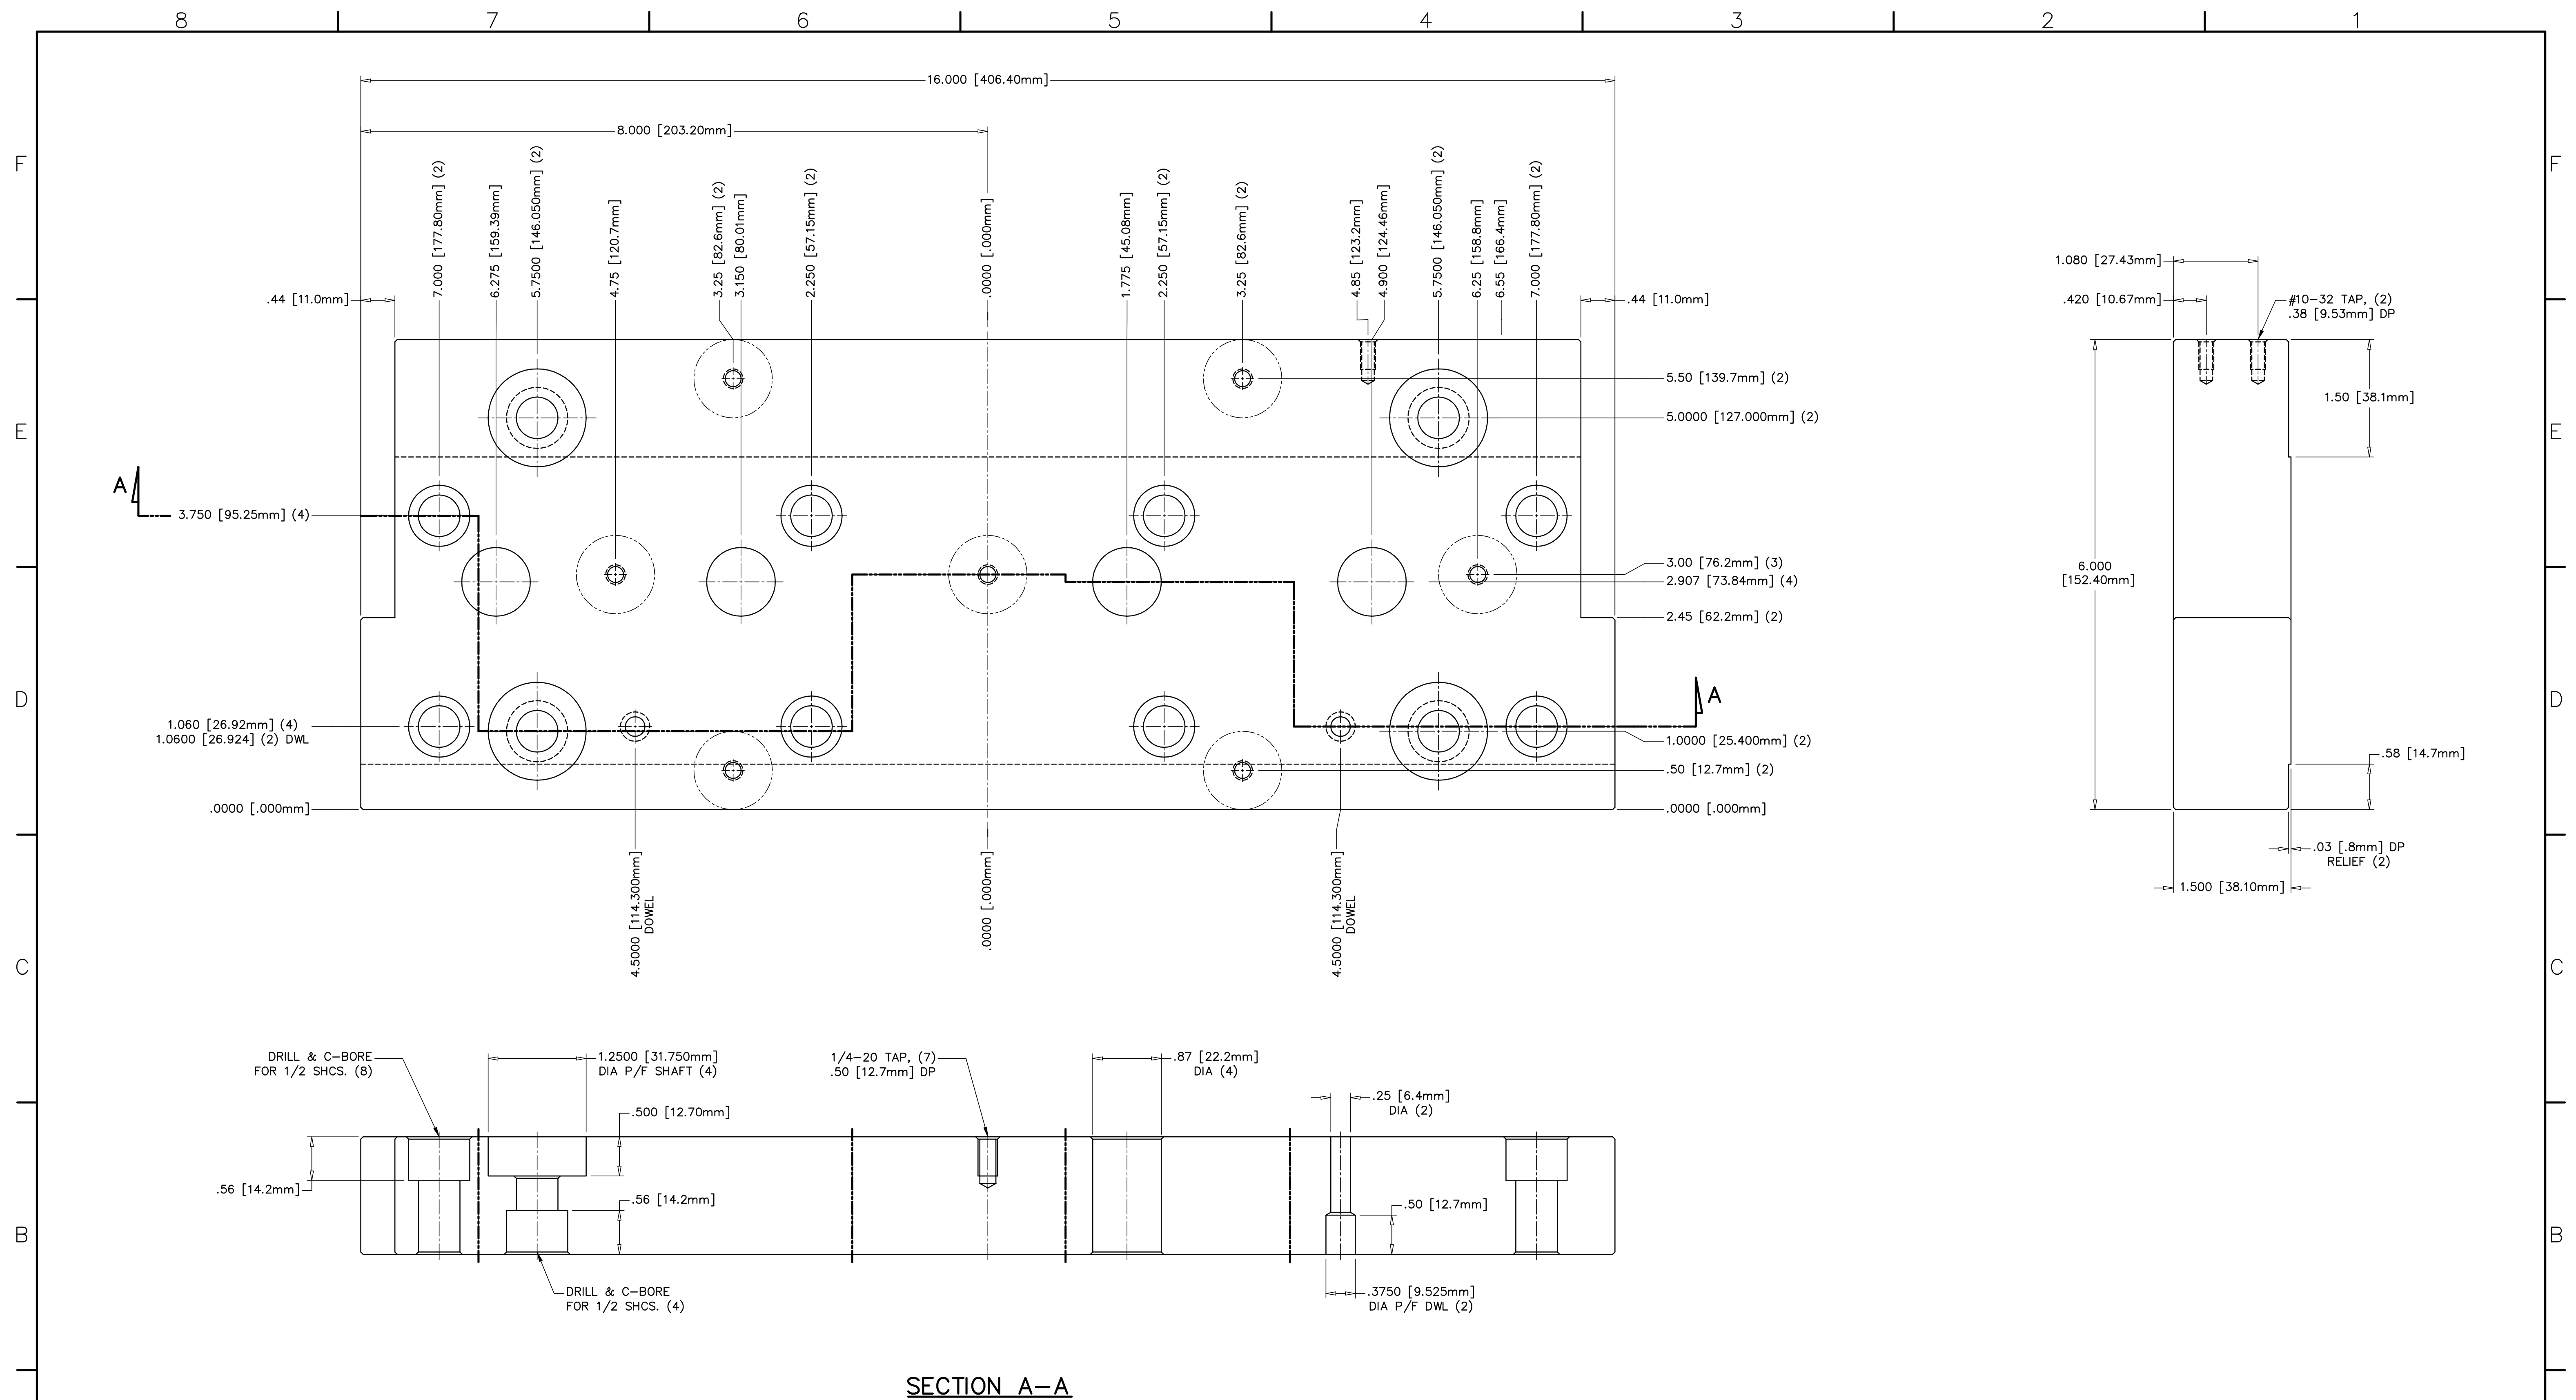 8 7 6 5 4 3 2 1
16.000 [406.40mm]
8.000 [203.20mm]
F F
7.000 [177.80mm] (2)
6.275 [159.39mm]
5.7500 [146.050mm] (2)
4.75 [120.7mm]
3.25 [82.6mm] (2)
3.150 [80.01mm]
2.250 [57.15mm] (2)
.0000 [.000mm]
1.775 [45.08mm]
2.250 [57.15mm] (2)
3.25 [82.6mm] (2)
4.85 [123.2mm]
4.900 [124.46mm]
5.7500 [146.050mm] (2)
6.25 [158.8mm]
6.55 [166.4mm]
7.000 [177.80mm] (2)
.44 [11.0mm]
.44 [11.0mm]
1.080 [27.43mm]
.420 [10.67mm]
#10-32 TAP, (2)
.38 [9.53mm] DP
5.50 [139.7mm] (2)
1.50 [38.1mm]
5.0000 [127.000mm] (2)
E E
A
3.750 [95.25mm] (4)
3.00 [76.2mm] (3)
2.907 [73.84mm] (4)
6.000
[152.40mm]
2.45 [62.2mm] (2)
D D
A
1.060 [26.92mm] (4)
1.0600 [26.924] (2) DWL
1.0000 [25.400mm] (2)
.50 [12.7mm] (2)
.58 [14.7mm]
.0000 [.000mm]
.0000 [.000mm]
.03 [.8mm] DP
RELIEF (2)
1.500 [38.10mm]
4.5000 [114.300mm]
DOWEL
.0000 [.000mm]
4.5000 [114.300mm]
DOWEL
C C
DRILL & C-BORE
FOR 1/2 SHCS. (8)
1.2500 [31.750mm]
DIA P/F SHAFT (4)
1/4-20 TAP, (7)
.50 [12.7mm] DP
.87 [22.2mm]
DIA (4)
.25 [6.4mm]
DIA (2)
.500 [12.70mm]
.56 [14.2mm]
.56 [14.2mm]
.50 [12.7mm]
B B
DRILL & C-BORE
FOR 1/2 SHCS. (4)
.3750 [9.525mm]
DIA P/F DWL (2)
SECTION A-A